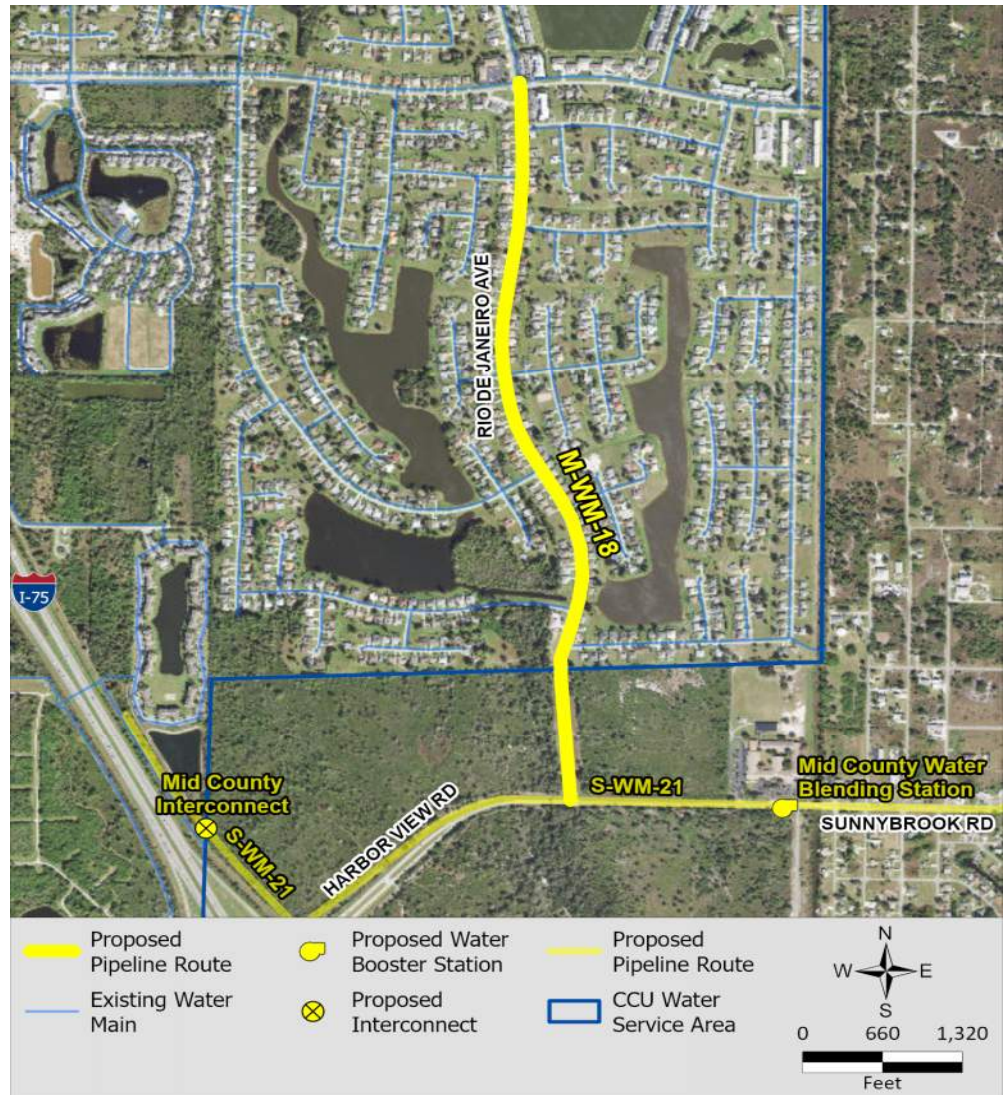 RIO DE JANEIRO AVE
M-WM-18
I-75
Mid County
Interconnect
S-WM-21
HARBOR VIEW RD
S-WM-21
Mid County Water
Blending Station
SUNNYBROOK RD
Proposed
Pipeline Route
Proposed Water
Booster Station
Proposed
Pipeline Route
Existing Water
Main
Proposed
Interconnect
CCU Water
Service Area
N
W E
S
0 660 1,320
Feet